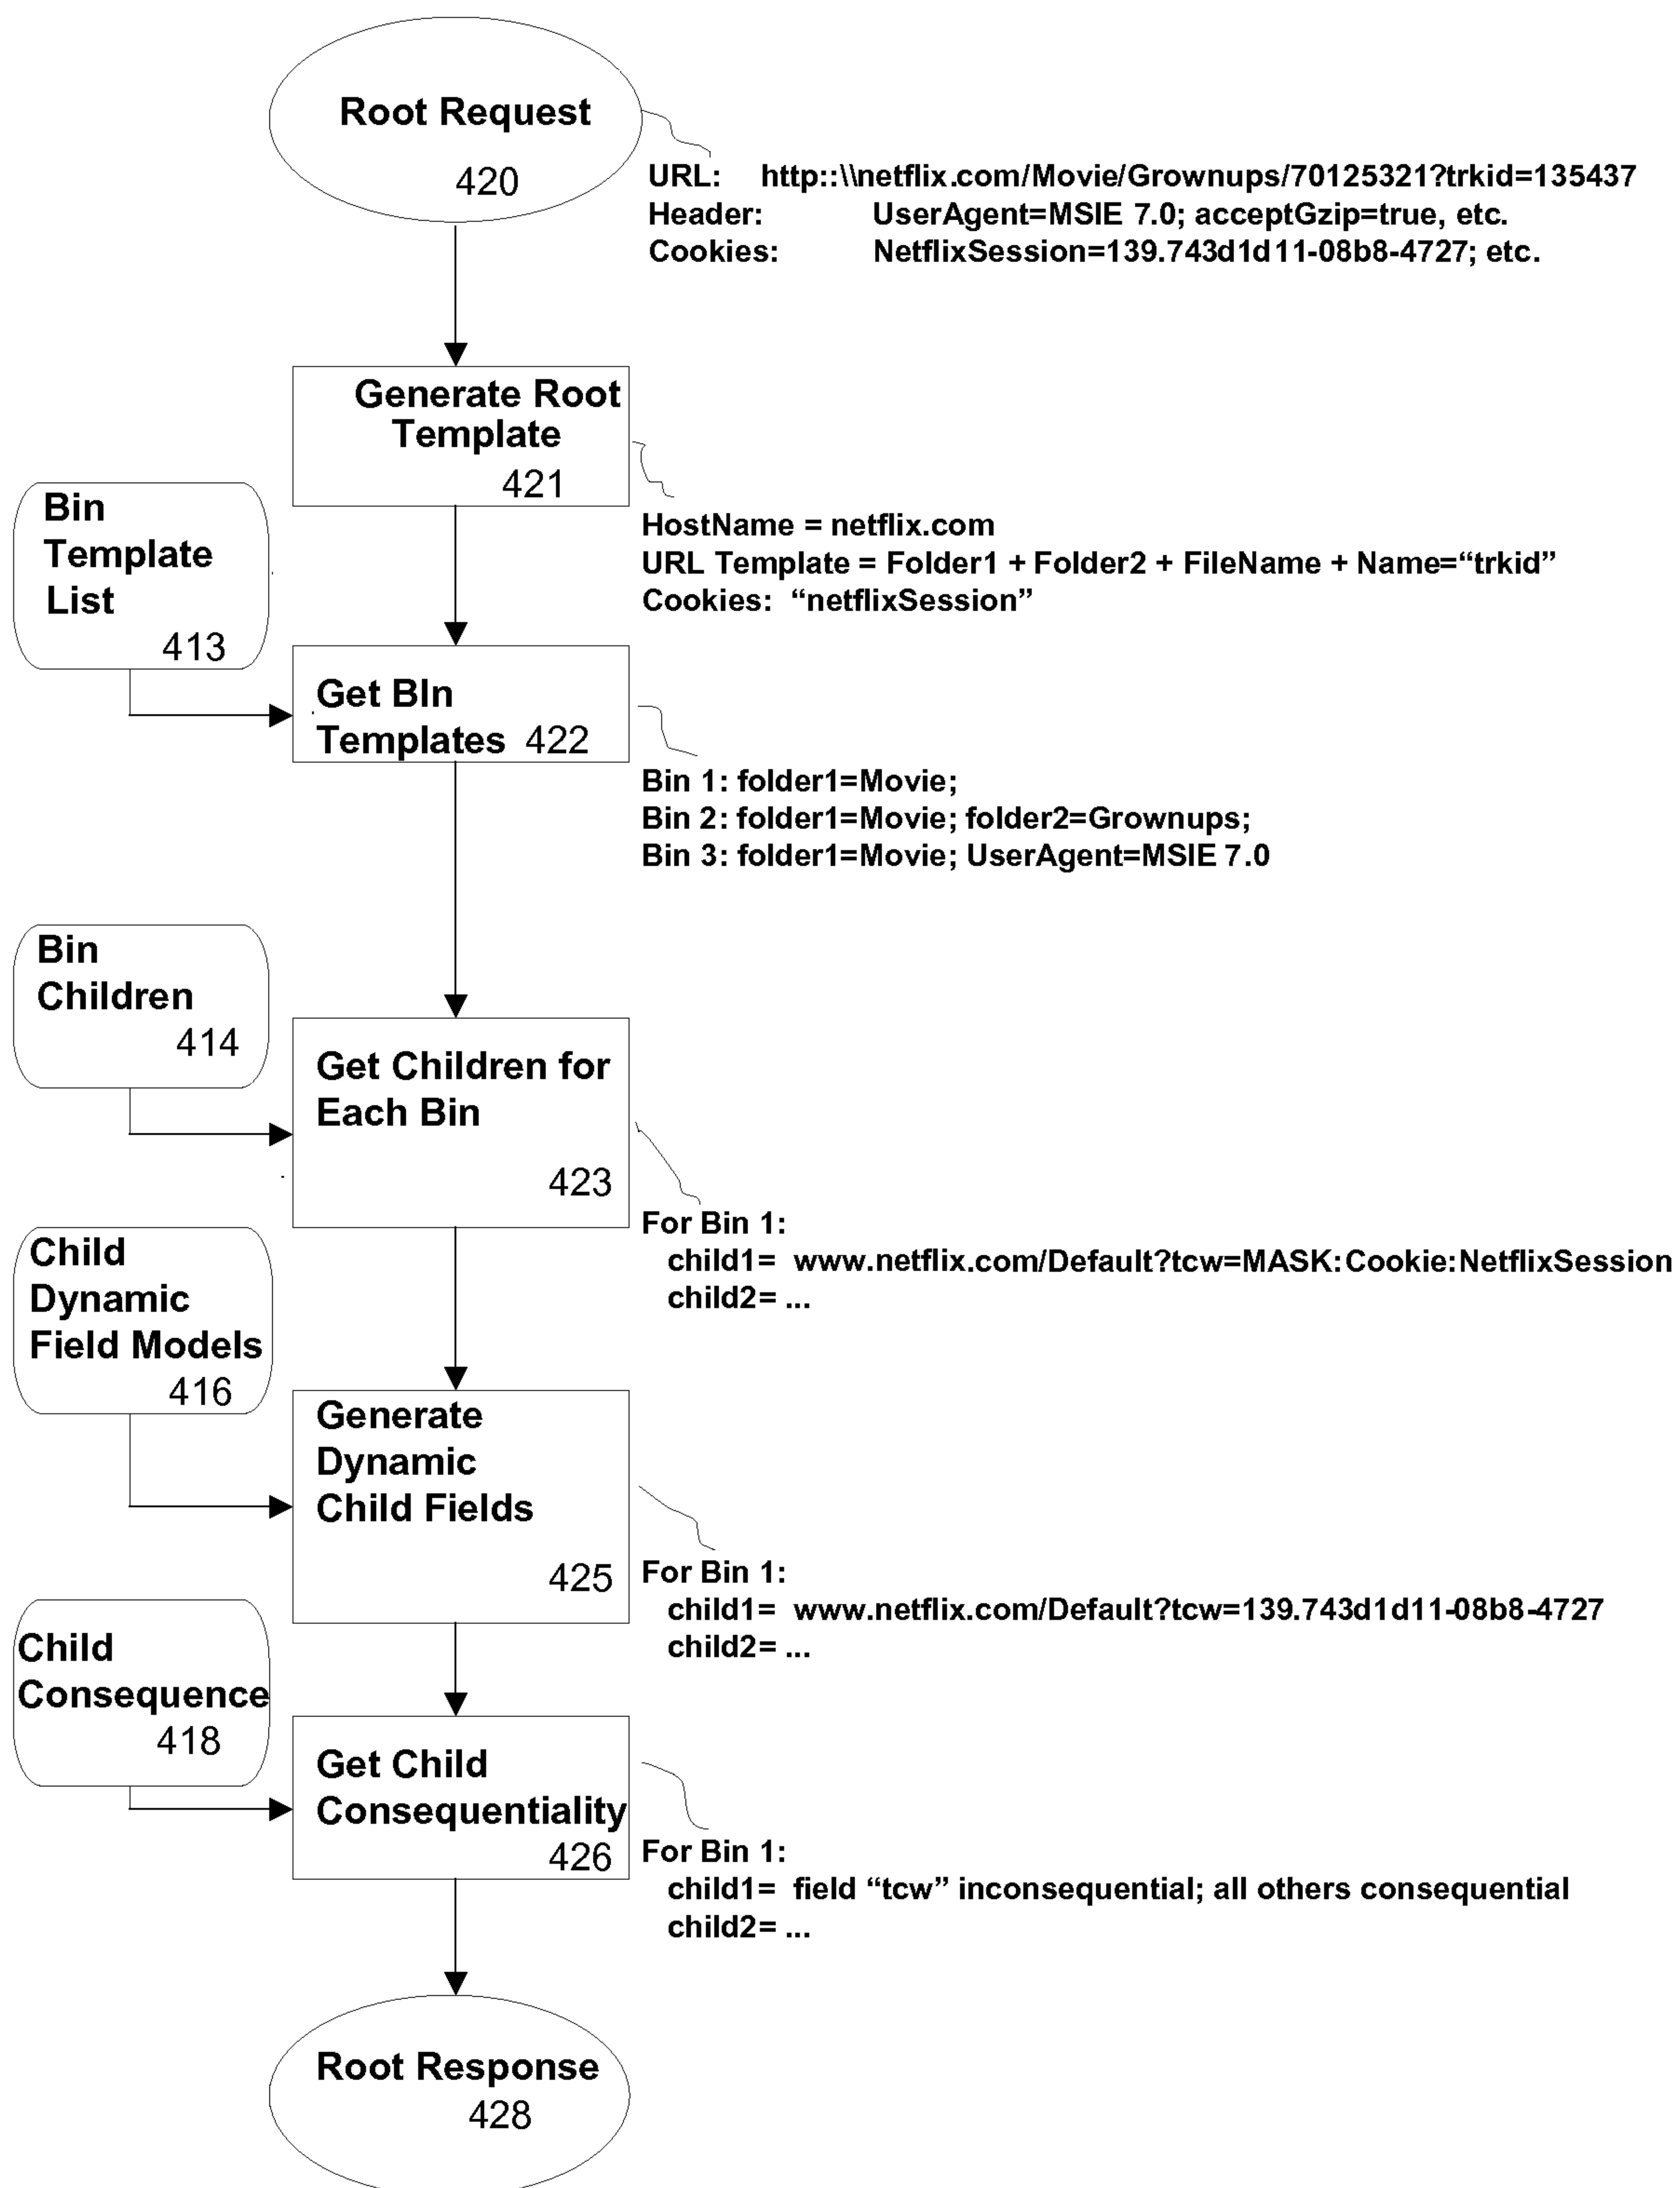 Root Request
420
URL: http::\\netflix.com/Movie/Grownups/70125321?trkid=135437
Header: UserAgent=MSIE 7.0; acceptGzip=true, etc.
Cookies: NetflixSession=139.743d1d11-08b8-4727; etc.
Generate Root
Template
421
HostName = netflix.com
URL Template = Folder1 + Folder2 + FileName + Name=“trkid”
Cookies: “netflixSession”
Bin
Template
List
413
Get BIn
Templates 422
Bin 1: folder1=Movie;
Bin 2: folder1=Movie; folder2=Grownups;
Bin 3: folder1=Movie; UserAgent=MSIE 7.0
Bin
Children
414
Get Children for
Each Bin
423
For Bin 1:
child1= www.netflix.com/Default?tcw=MASK:Cookie:NetflixSession
child2= ...
Child
Dynamic
Field Models
416
Generate
Dynamic
Child Fields
425
For Bin 1:
child1= www.netflix.com/Default?tcw=139.743d1d11-08b8-4727
child2= ...
Child
Consequence
418
Get Child
Consequentiality
426
For Bin 1:
child1= field “tcw” inconsequential; all others consequential
child2= ...
Root Response
428